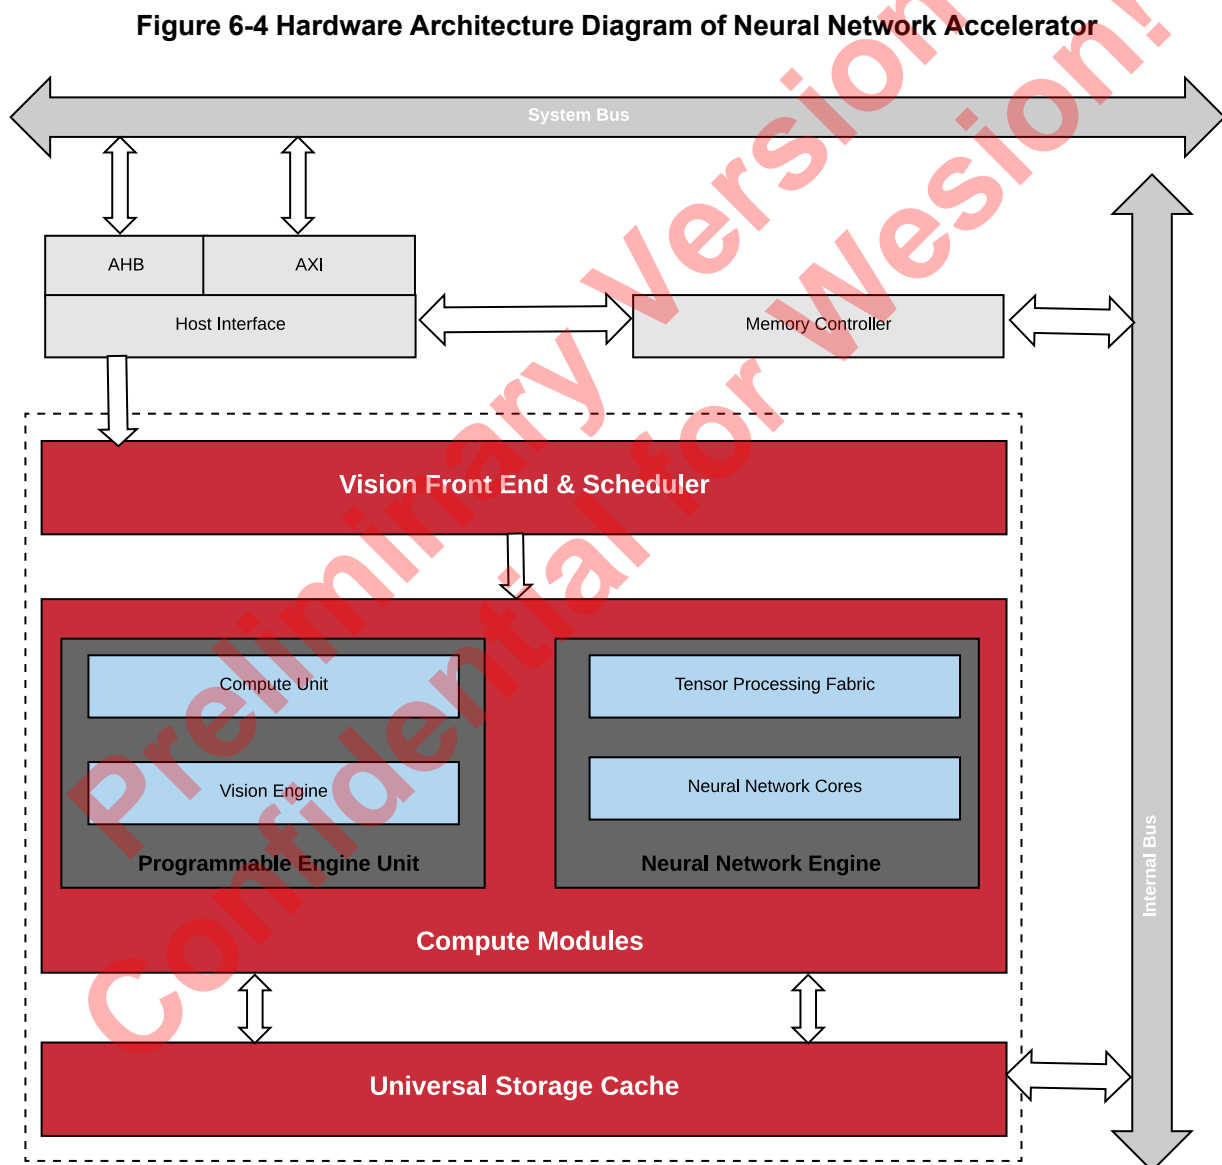 Figure 6-4 Hardware Architecture Diagram of Neural Network Accelerator
System Bus
AHB
AXI
Host Interface
Memory Controller
Vision Front End & Scheduler
Compute Unit
Tensor Processing Fabric
Vision Engine
Neural Network Cores
Programmable Engine Unit
Neural Network Engine
Compute Modules
Universal Storage Cache
Internal Bus
Preliminary Version
Confidential for Wesion!